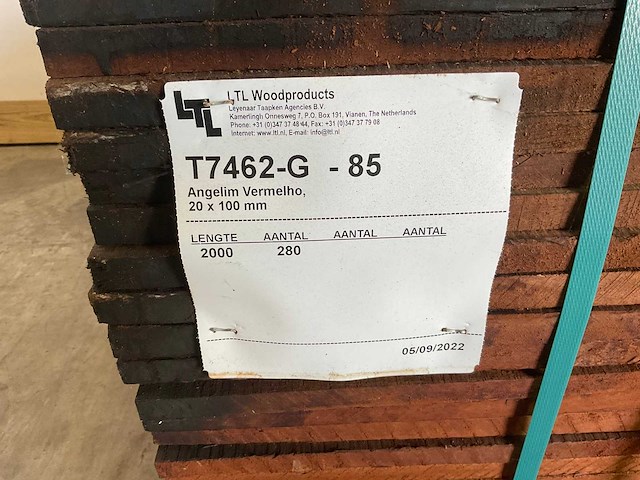 LTL
LTL Woodproducts
Leyenaar Taapken Agencies B.V.
Kamerlingh Onnesweg 7, P.O. Box 131, Vianen, The Netherlands
Phone: +31 (0)347 37 48 44, Fax: +31 (0)347 37 79 08
Internet: www.ltl.nl, E-mail: info@ltl.nl
T7462-G - 85
Angelim Vermelho,
20 x 100 mm
LENGTE AANTAL AANTAL AANTAL
2000 280
05/09/2022